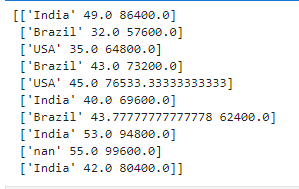 [['India' 49.0 86400.0]
['Brazil' 32.0 57600.0]
['USA' 35.0 64800.0]
['Brazil' 43.0 73200.0]
['USA' 45.0 76533.33333333333]
['India' 40.0 69600.0]
['Brazil' 43.77777777777778 62400.0]
['India' 53.0 94800.0]
['nan' 55.0 99600.0]
['India' 42.0 80400.0]]